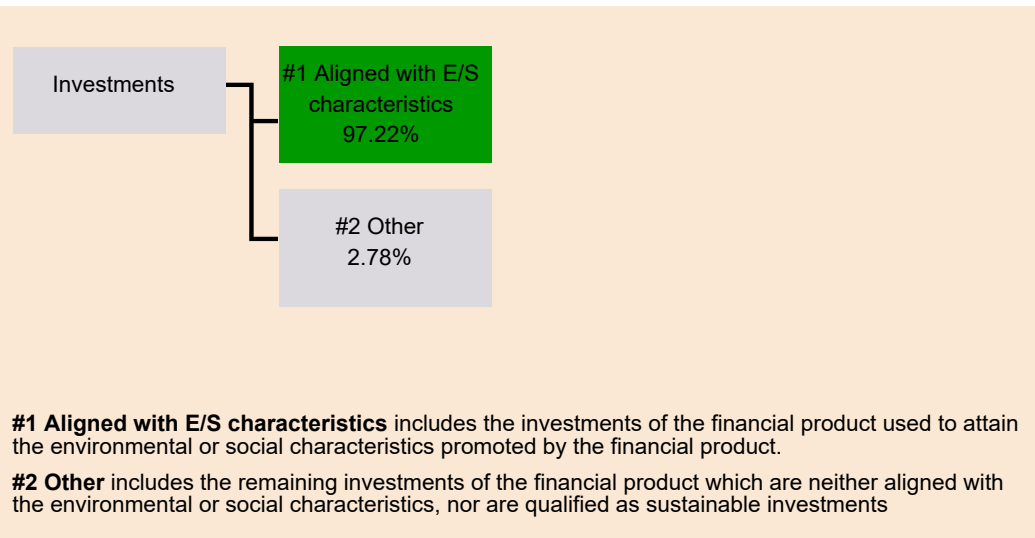 Investments
#1 Aligned with E/S
characteristics
97.22%
#2 Other
2.78%
#1 Aligned with E/S characteristics includes the investments of the financial product used to attain
the environmental or social characteristics promoted by the financial product.
#2 Other includes the remaining investments of the financial product which are neither aligned with
the environmental or social characteristics, nor are qualified as sustainable investments